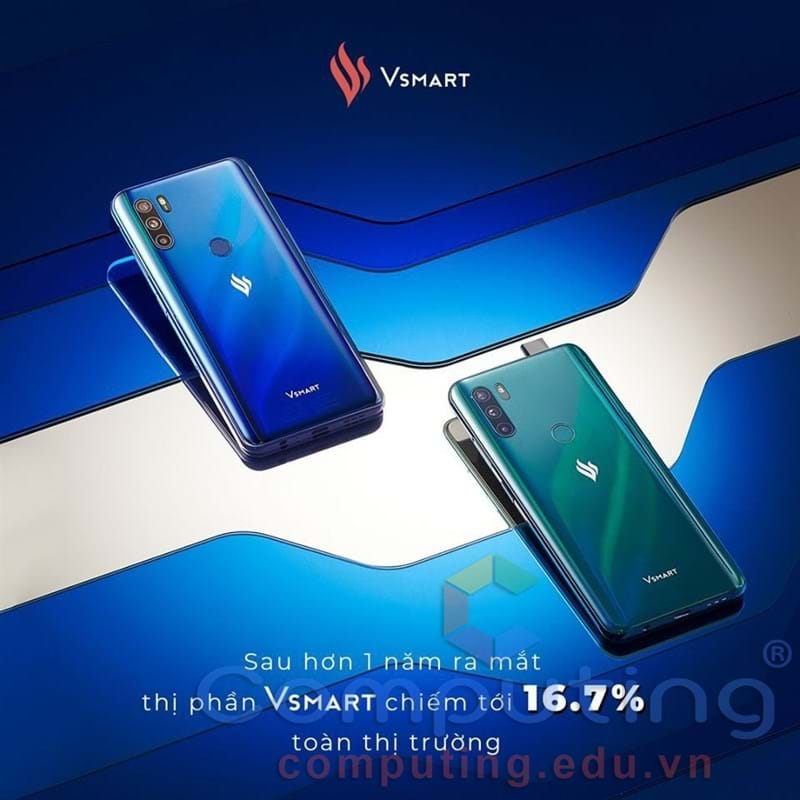 VSMART
VSMART
VSMART
Sau hơn 1 năm ra mắt
thị phần VSMART chiếm tới 16.7%
toàn thị trường
Computing®
computing.edu.vn